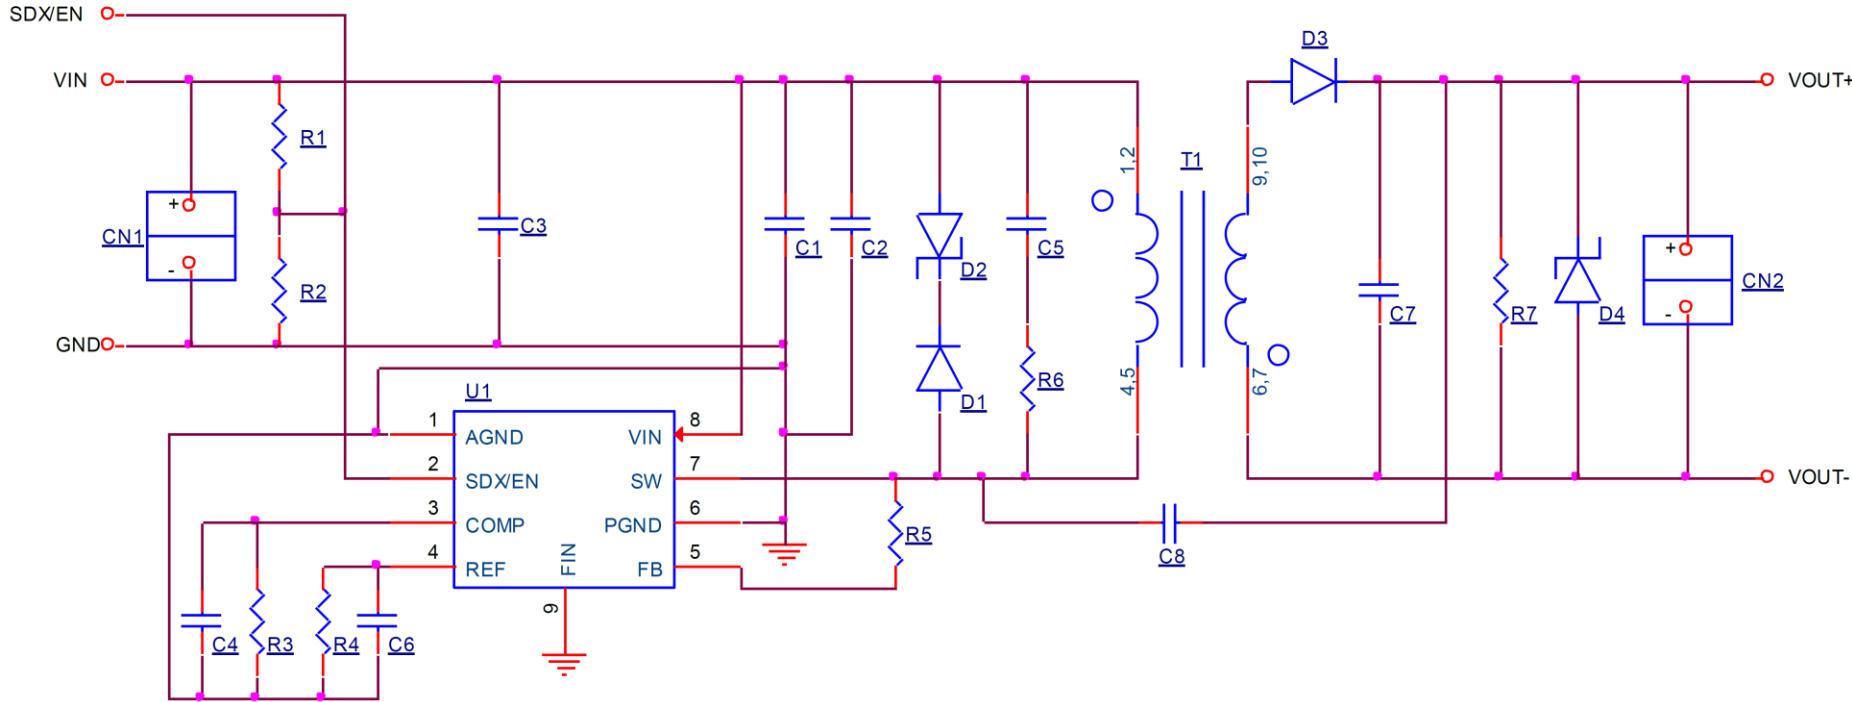 SDX/EN
D3
VIN
VOUT+
R1
1,2
T1
9,10
+
CN1
-
C3
C1
C2
C5
+
CN2
-
R2
D2
C7
R7
D4
GND
U1
D1
R6
4,5
6,7
1
AGND
VIN
8
2
SDX/EN
SW
7
VOUT-
3
COMP
PGND
6
R5
4
REF
FIN
FB
5
C8
9
C4
R3
R4
C6